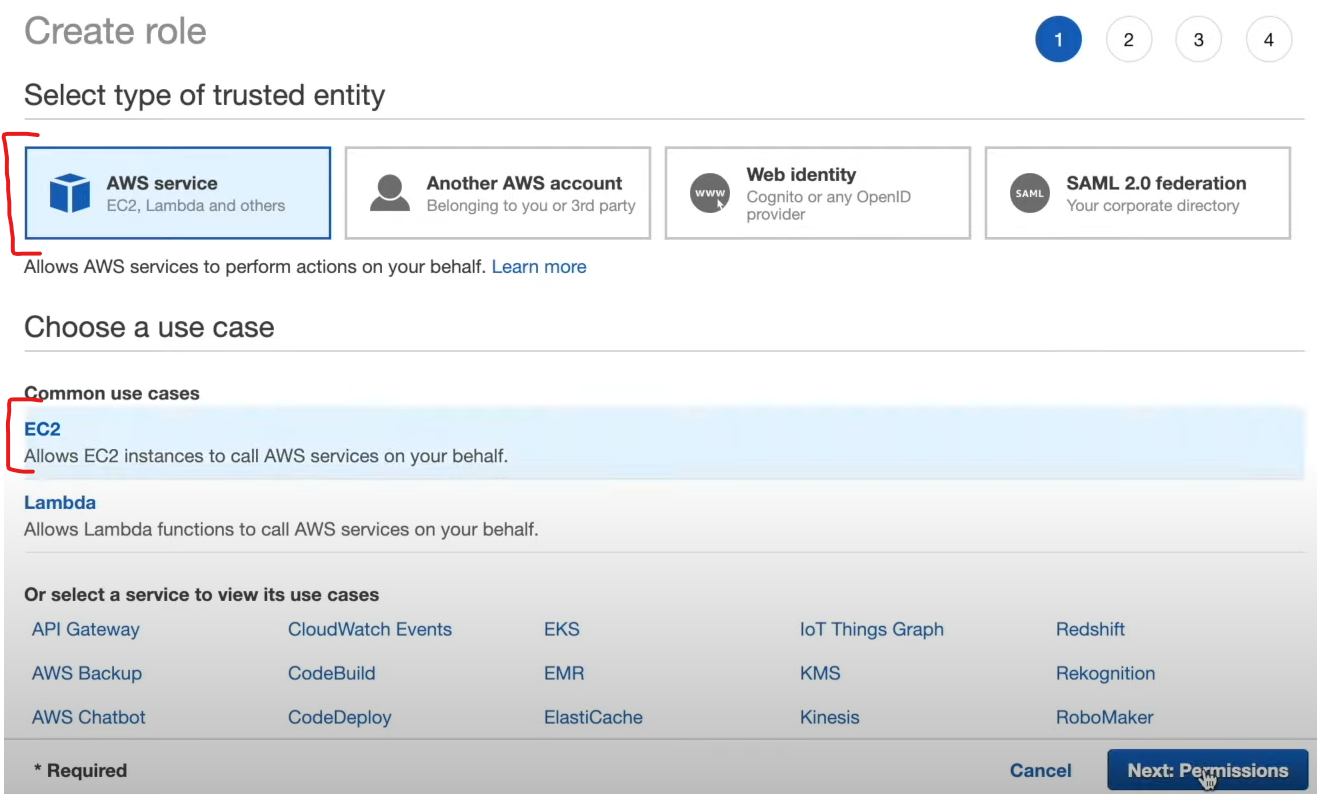 Create role
1 2 3 4
Select type of trusted entity
AWS service
EC2, Lambda and others
Another AWS account
Belonging to you or 3rd party
www
Web identity
Cognito or any OpenID
provider
SAML
SAML 2.0 federation
Your corporate directory
Allows AWS services to perform actions on your behalf. Learn more
Choose a use case
Common use cases
EC2
Allows EC2 instances to call AWS services on your behalf.
Lambda
Allows Lambda functions to call AWS services on your behalf.
Or select a service to view its use cases
API Gateway CloudWatch Events EKS IoT Things Graph Redshift
AWS Backup CodeBuild EMR KMS Rekognition
AWS Chatbot CodeDeploy ElastiCache Kinesis RoboMaker
* Required Cancel Next: Permissions